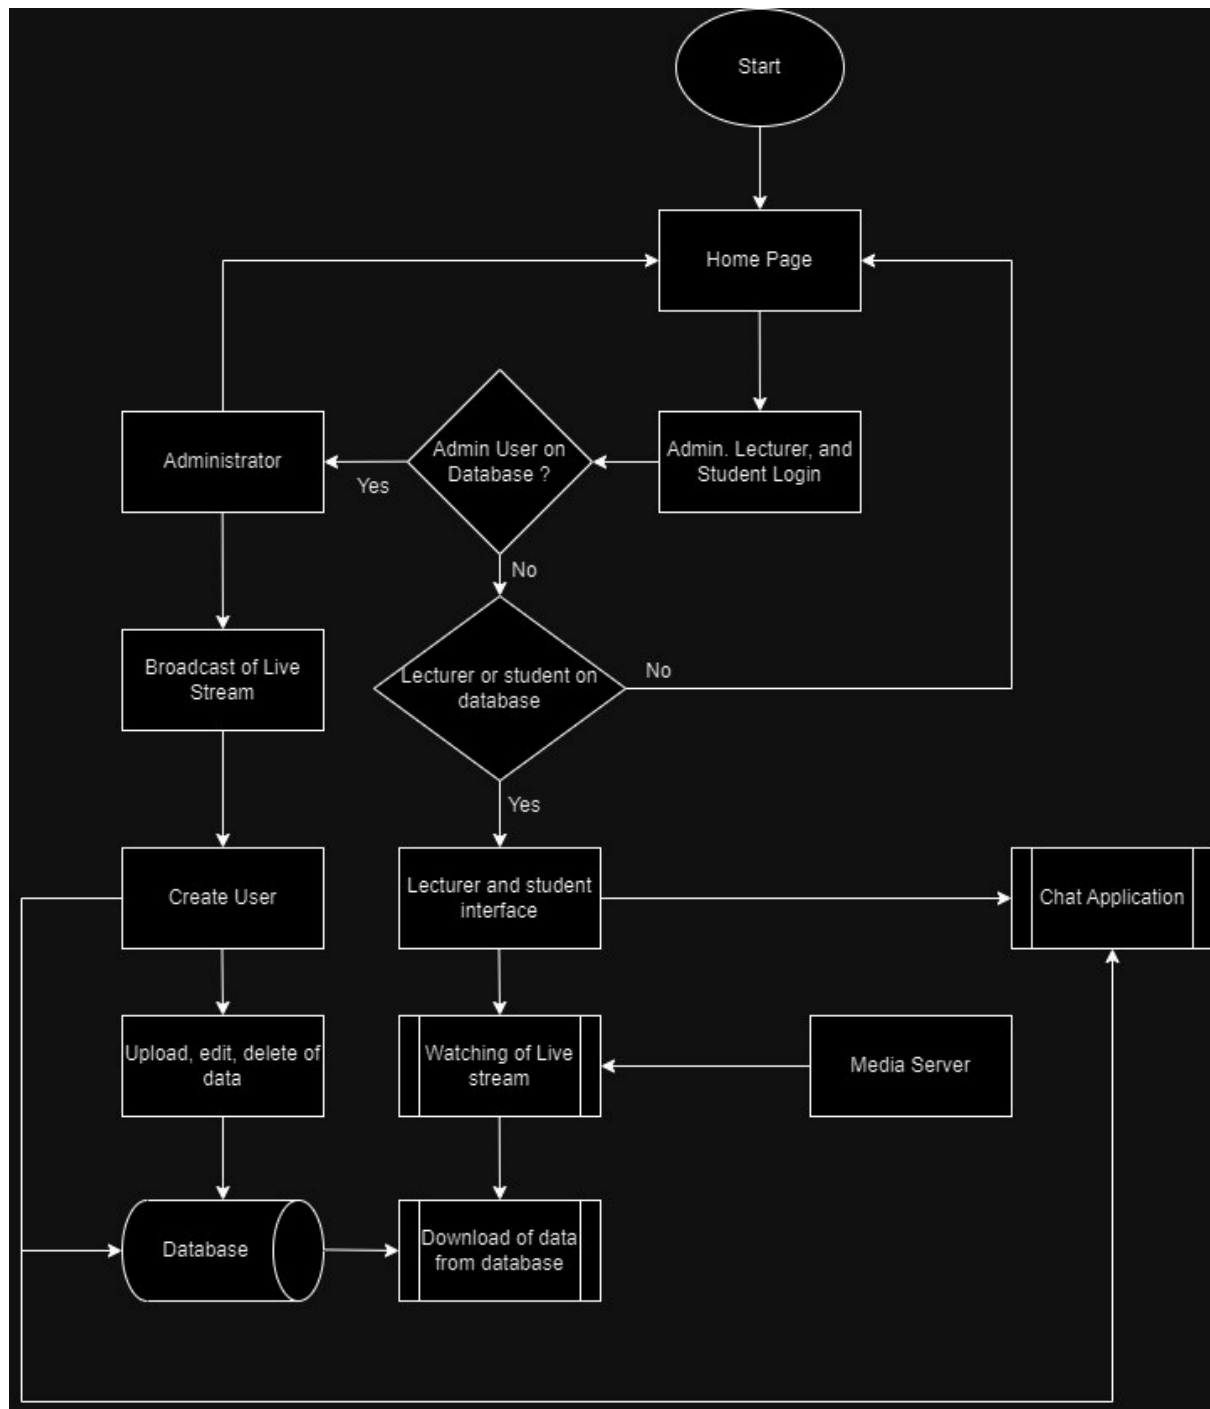 Start
Home Page
Administrator
Admin User on
Database ?
Admin. Lecturer, and
Student Login
Yes
No
Broadcast of Live
Stream
Lecturer or student on
database
No
Yes
Create User
Lecturer and student
interface
Chat Application
Upload, edit, delete of
data
Watching of Live
stream
Media Server
Database
Download of data
from database